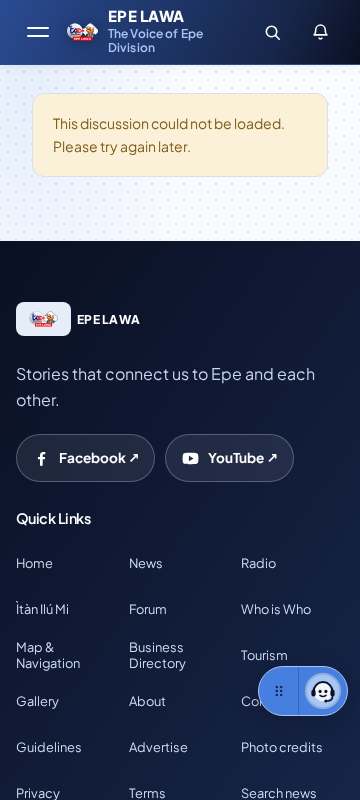 EPE LAWA
The Voice of Epe
Division
This discussion could not be loaded.
Please try again later.
EPE LAWA
Stories that connect us to Epe and each
other.
Facebook ↗
YouTube ↗
Quick Links
Home
News
Radio
Ìtàn Ilú Mi
Forum
Who is Who
Map &
Navigation
Business
Directory
Tourism
Gallery
About
Guidelines
Advertise
Photo credits
Privacy
Terms
Search news